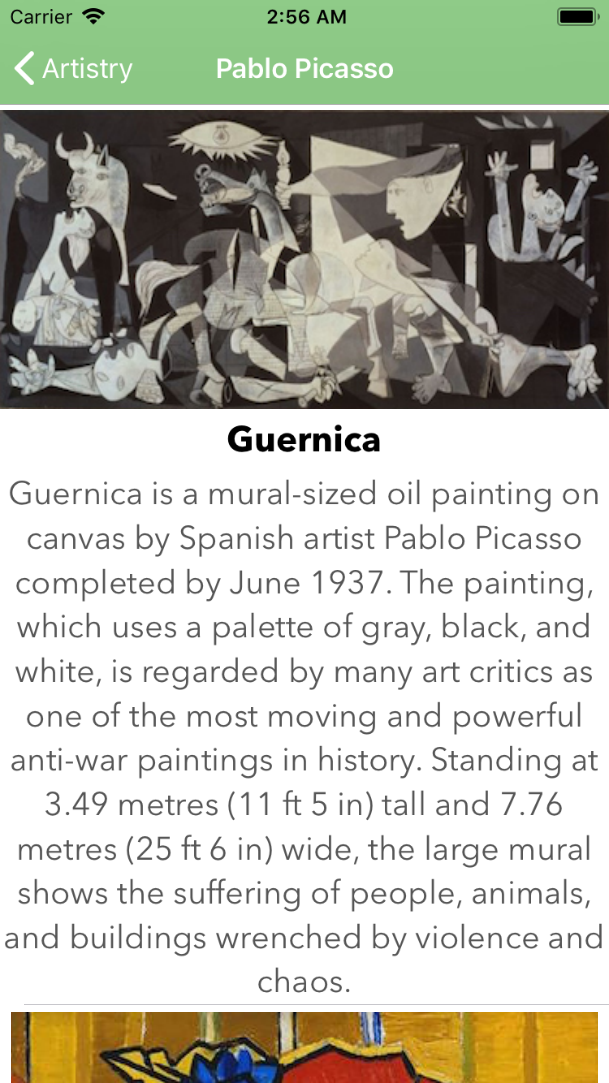 Carrier 2:56 AM
Artistry Pablo Picasso
Guernica
Guernica is a mural-sized oil painting on
canvas by Spanish artist Pablo Picasso
completed by June 1937. The painting,
which uses a palette of gray, black, and
white, is regarded by many art critics as
one of the most moving and powerful
anti-war paintings in history. Standing at
3.49 metres (11 ft 5 in) tall and 7.76
metres (25 ft 6 in) wide, the large mural
shows the suffering of people, animals,
and buildings wrenched by violence and
chaos.